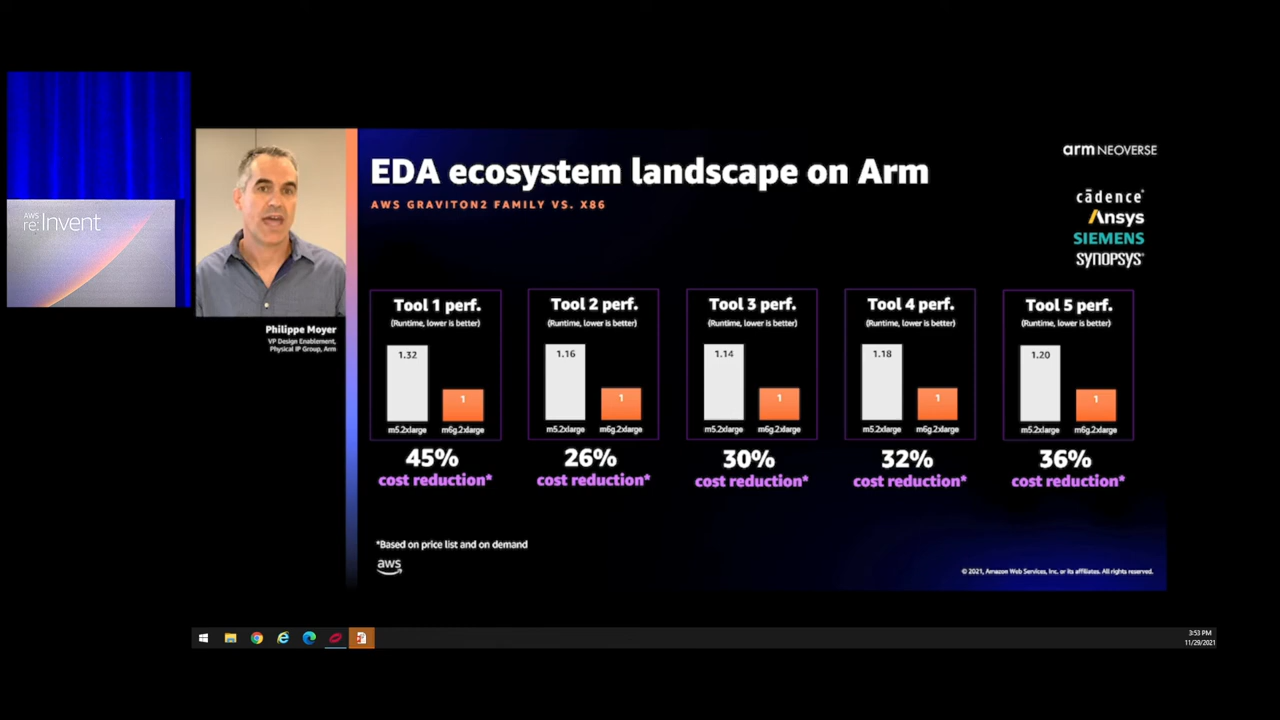 AWS
re:Invent
Philippe Moyer
VP Design Enablement,
Physical IP Group, Arm
EDA ecosystem landscape on Arm
AWS GRAVITON2 FAMILY VS. X86
arm NEOVERSE
cādence®
Ansys
SIEMENS
SYNOPSYS®
Tool 1 perf.
(Runtime, lower is better)
1.32
1
m5.2xlarge
m6g.2xlarge
45%
cost reduction*
Tool 2 perf.
(Runtime, lower is better)
1.16
1
m5.2xlarge
m6g.2xlarge
26%
cost reduction*
Tool 3 perf.
(Runtime, lower is better)
1.14
1
m5.2xlarge
m6g.2xlarge
30%
cost reduction*
Tool 4 perf.
(Runtime, lower is better)
1.18
1
m5.2xlarge
m6g.2xlarge
32%
cost reduction*
Tool 5 perf.
(Runtime, lower is better)
1.20
1
m5.2xlarge
m6g.2xlarge
36%
cost reduction*
*Based on price list and on demand
aws
© 2021, Amazon Web Services, Inc. or its affiliates. All rights reserved.
3:53 PM
11/29/2021